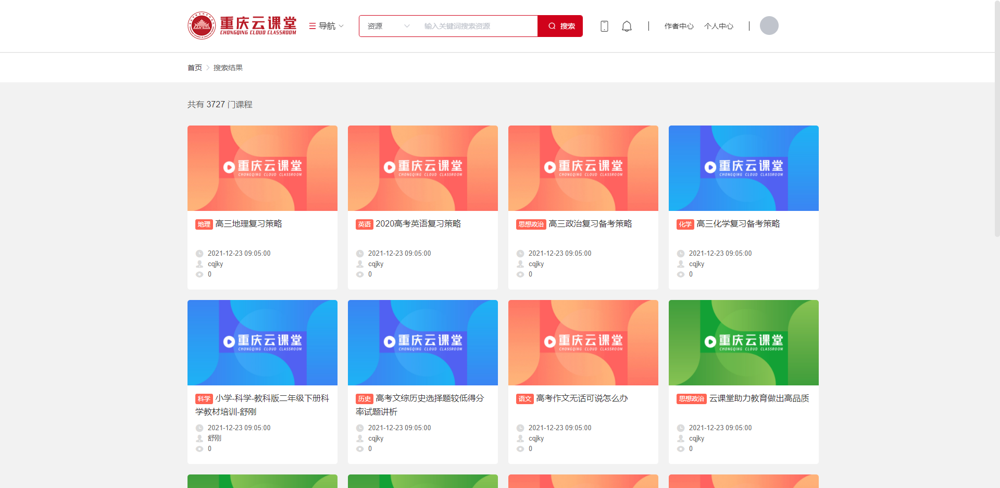 重庆云课堂
CHONGQING CLOUD CLASSROOM
导航
资源
输入关键词搜索资源
搜索
作者中心
个人中心
首页
搜索结果
共有 3727 门课程
重庆云课堂
CHONGQING CLOUD CLASSROOM
重庆云课堂
CHONGQING CLOUD CLASSROOM
重庆云课堂
CHONGQING CLOUD CLASSROOM
重庆云课堂
CHONGQING CLOUD CLASSROOM
地理 高三地理复习策略
2021-12-23 09:05:00
cqjky
0
英语 2020高考英语复习策略
2021-12-23 09:05:00
cqjky
0
思想政治 高三政治复习备考策略
2021-12-23 09:05:00
cqjky
0
化学 高三化学复习备考策略
2021-12-23 09:05:00
cqjky
0
重庆云课堂
CHONGQING CLOUD CLASSROOM
重庆云课堂
CHONGQING CLOUD CLASSROOM
重庆云课堂
CHONGQING CLOUD CLASSROOM
重庆云课堂
CHONGQING CLOUD CLASSROOM
科学 小学-科学-教科版二年级下册科
学教材培训-舒刚
2021-12-23 09:05:00
舒刚
0
历史 高考文综历史选择题较低得分
率试题讲析
2021-12-23 09:05:00
cqjky
0
语文 高考作文无话可说怎么办
2021-12-23 09:05:00
cqjky
0
思想政治 云课堂助力教育做出高品质
2021-12-23 09:05:00
cqjky
0